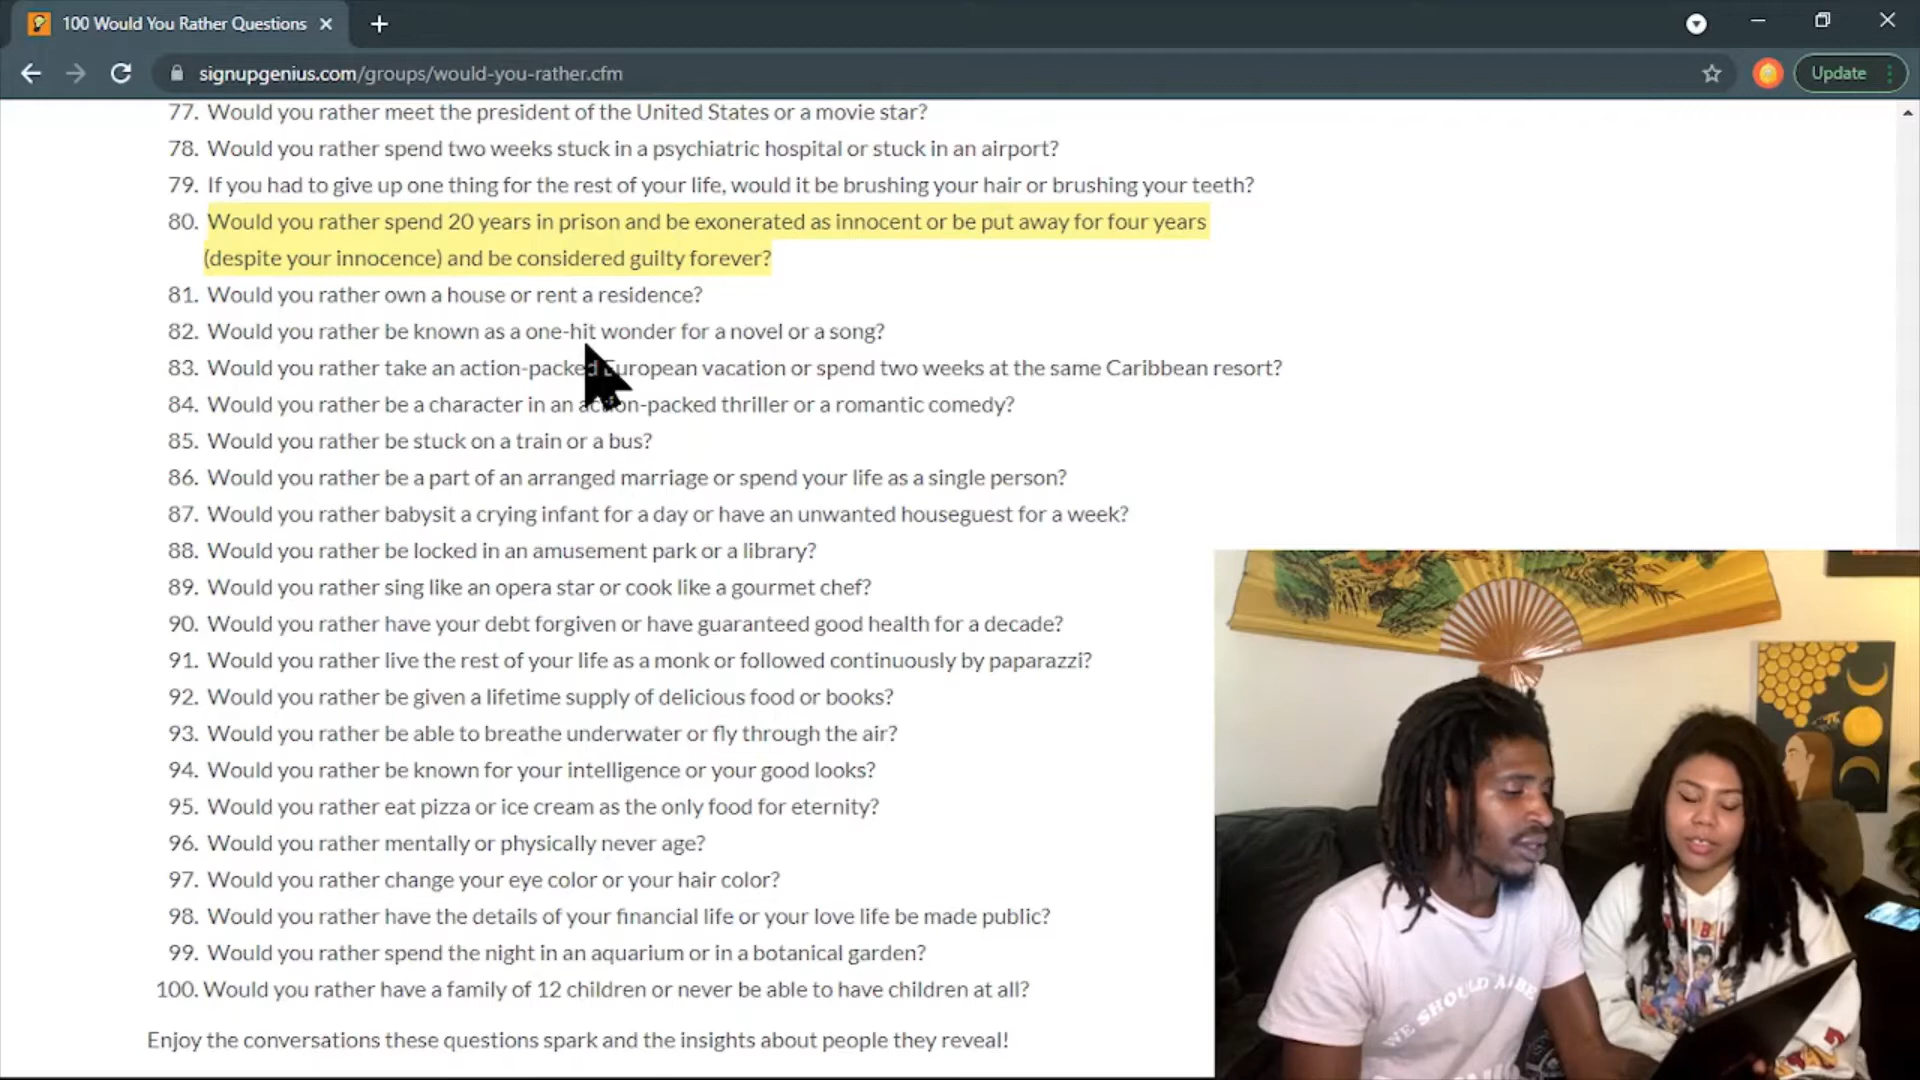 100 Would You Rather Questions
signupgenius.com/groups/would-you-rather.cfm
Update
77. Would you rather meet the president of the United States or a movie star?
78. Would you rather spend two weeks stuck in a psychiatric hospital or stuck in an airport?
79. If you had to give up one thing for the rest of your life, would it be brushing your hair or brushing your teeth?
80. Would you rather spend 20 years in prison and be exonerated as innocent or be put away for four years
(despite your innocence) and be considered guilty forever?
81. Would you rather own a house or rent a residence?
82. Would you rather be known as a one-hit wonder for a novel or a song?
83. Would you rather take an action-packed European vacation or spend two weeks at the same Caribbean resort?
84. Would you rather be a character in an action-packed thriller or a romantic comedy?
85. Would you rather be stuck on a train or a bus?
86. Would you rather be a part of an arranged marriage or spend your life as a single person?
87. Would you rather babysit a crying infant for a day or have an unwanted houseguest for a week?
88. Would you rather be locked in an amusement park or a library?
89. Would you rather sing like an opera star or cook like a gourmet chef?
90. Would you rather have your debt forgiven or have guaranteed good health for a decade?
91. Would you rather live the rest of your life as a monk or followed continuously by paparazzi?
92. Would you rather be given a lifetime supply of delicious food or books?
93. Would you rather be able to breathe underwater or fly through the air?
94. Would you rather be known for your intelligence or your good looks?
95. Would you rather eat pizza or ice cream as the only food for eternity?
96. Would you rather mentally or physically never age?
97. Would you rather change your eye color or your hair color?
98. Would you rather have the details of your financial life or your love life be made public?
99. Would you rather spend the night in an aquarium or in a botanical garden?
100. Would you rather have a family of 12 children or never be able to have children at all?
Enjoy the conversations these questions spark and the insights about people they reveal!
WE SHOULD
BE